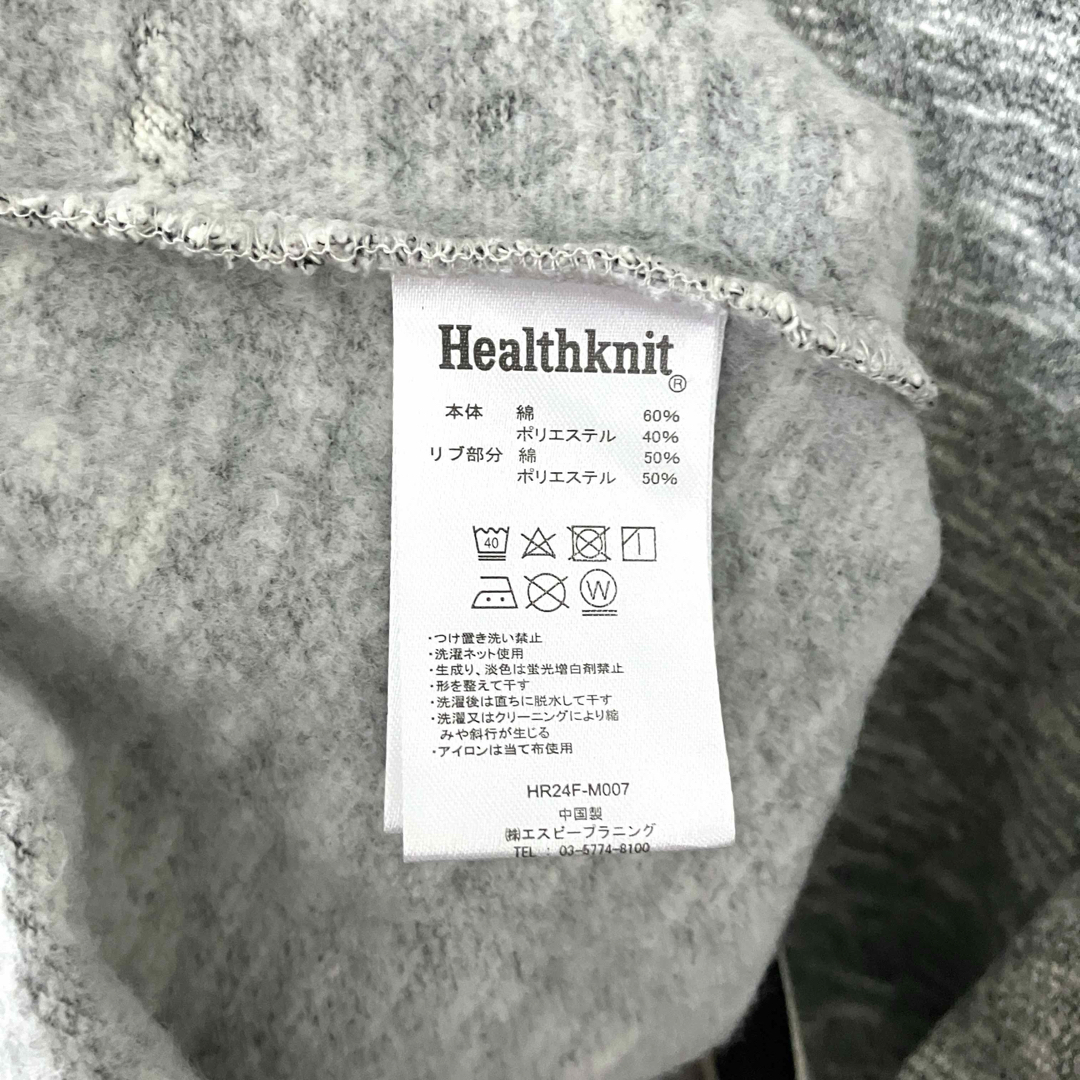 Healthknit®
本体 綿 60%
ポリエステル 40%
リブ部分 綿 50%
ポリエステル 50%
40
W
・つけ置き洗い禁止
・洗濯ネット使用
・生成り、淡色は蛍光増白剤禁止
・形を整えて干す
・洗濯後は直ちに脱水して干す
・洗濯又はクリーニングにより縮
みや斜行が生じる
・アイロンは当て布使用
HR24F-M007
中国製
㈱エスピープラニング
TEL : 03-5774-8100